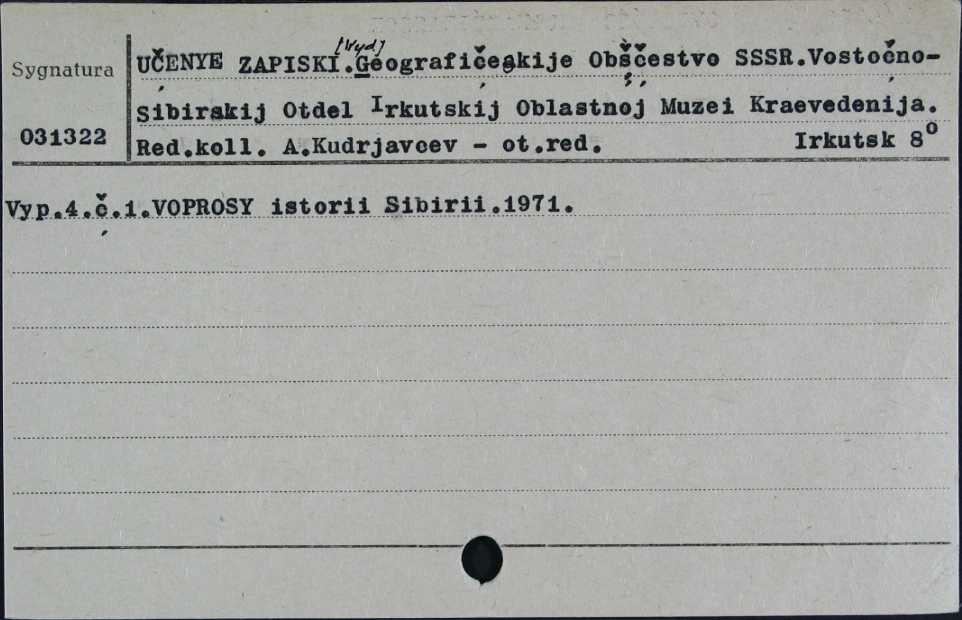 Sygnatura
031322
[Wyd]
UČENYE ZAPISKI.Geografičeskije Obščestvo SSSR.Vostočno-
Sibirskij Otdel Irkutskij Oblastnoj Muzei Kraevedenija.
Red.koll. A.Kudrjavcev - ot.red. Irkutsk 8⁰
Vyp.4.č.1.VOPROSY istorii Sibirii.1971.